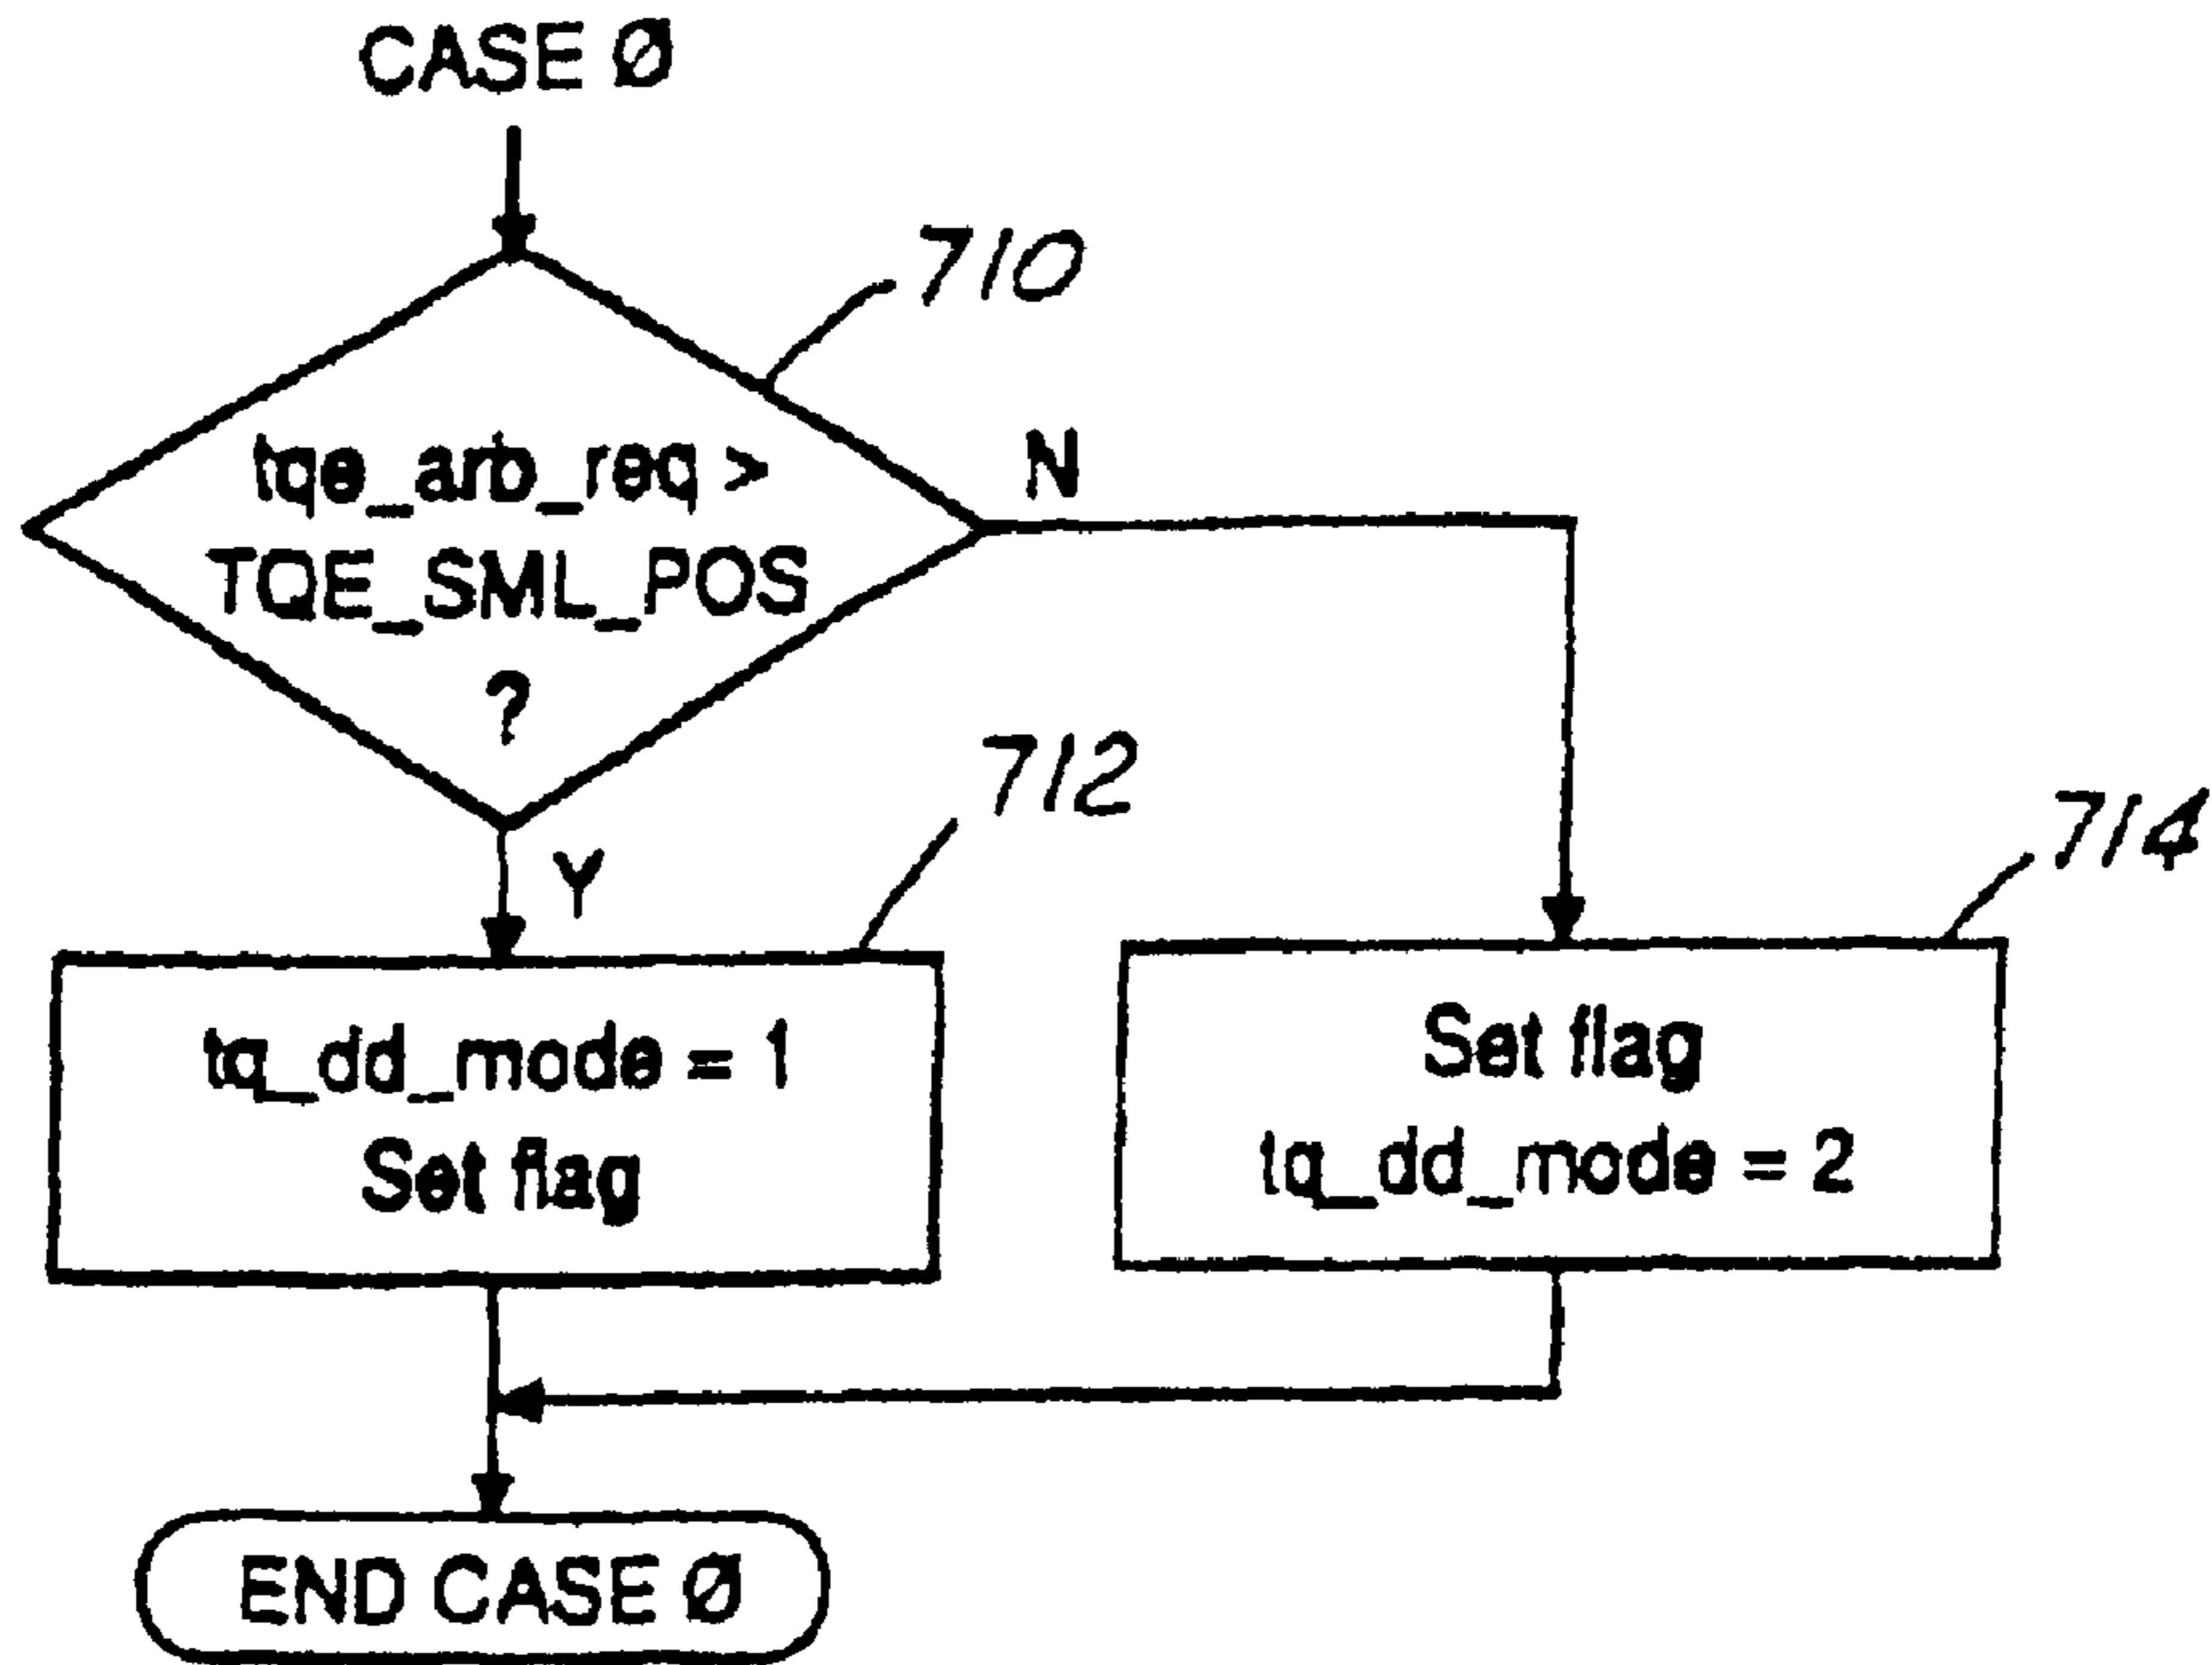 CASE Ø
710
tqe_arb_req >
TQE_SML_POS
?
N
Y
712
tq_dd_mode = 1
Set flag
714
Set flag
tq_dd_mode = 2
END CASE Ø